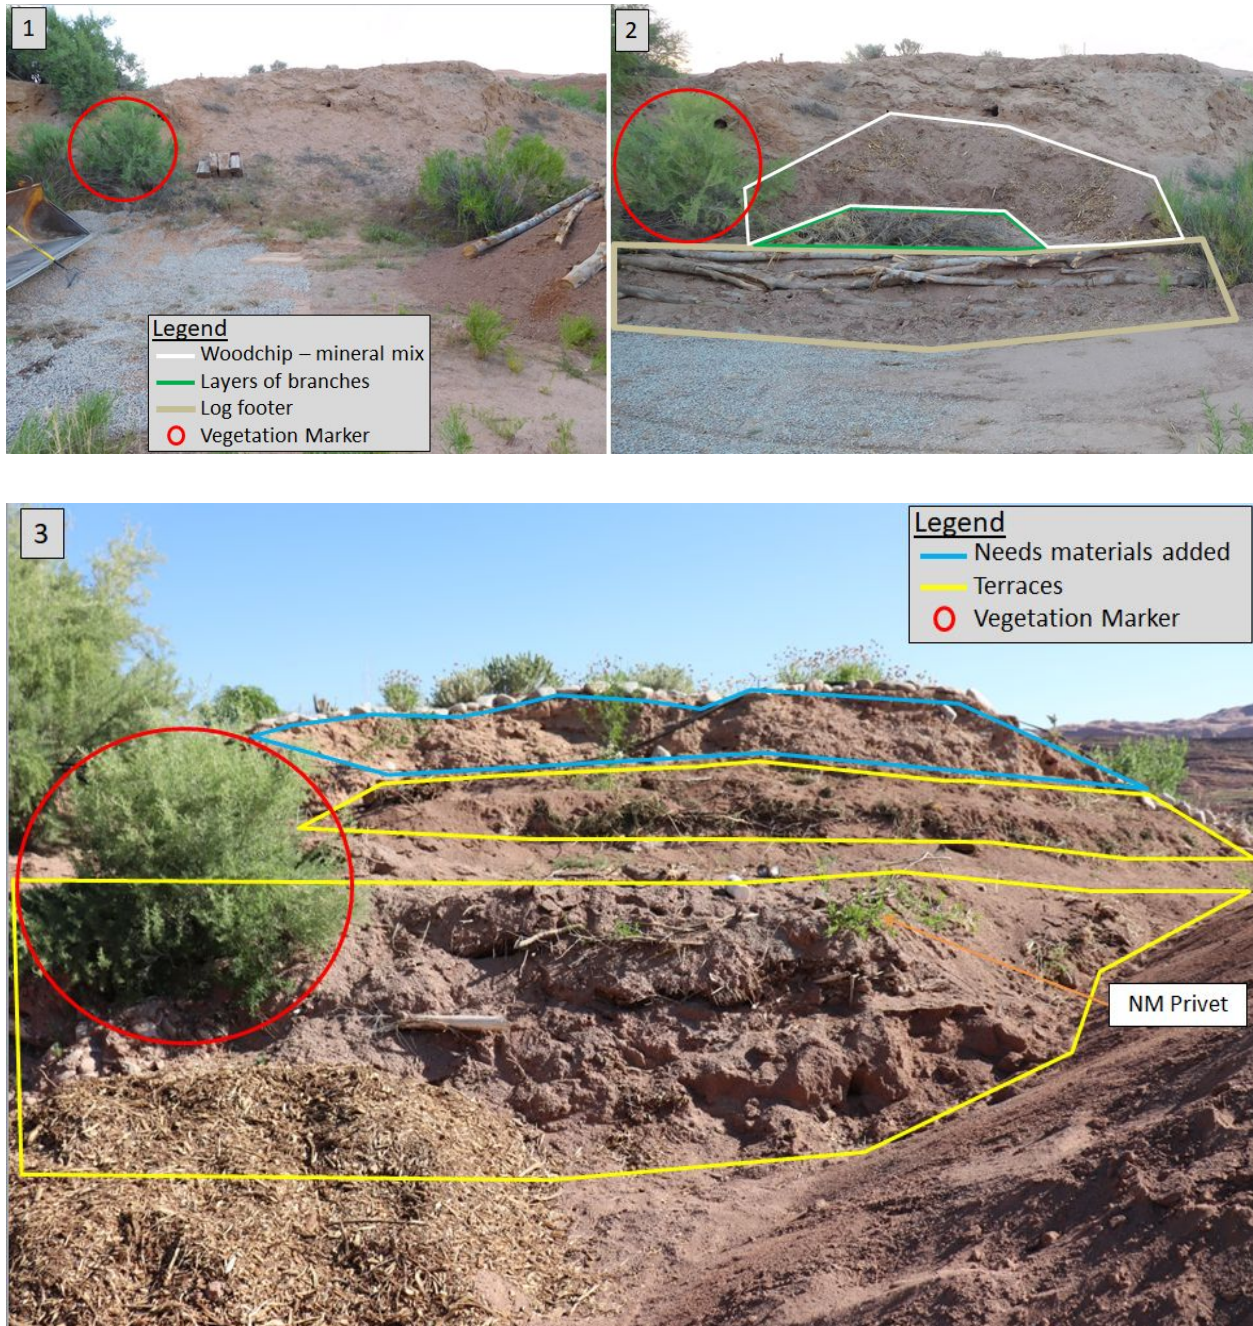 1
2
Legend
Woodchip – mineral mix
Layers of branches
Log footer
Vegetation Marker
3
Legend
Needs materials added
Terraces
Vegetation Marker
NM Privet